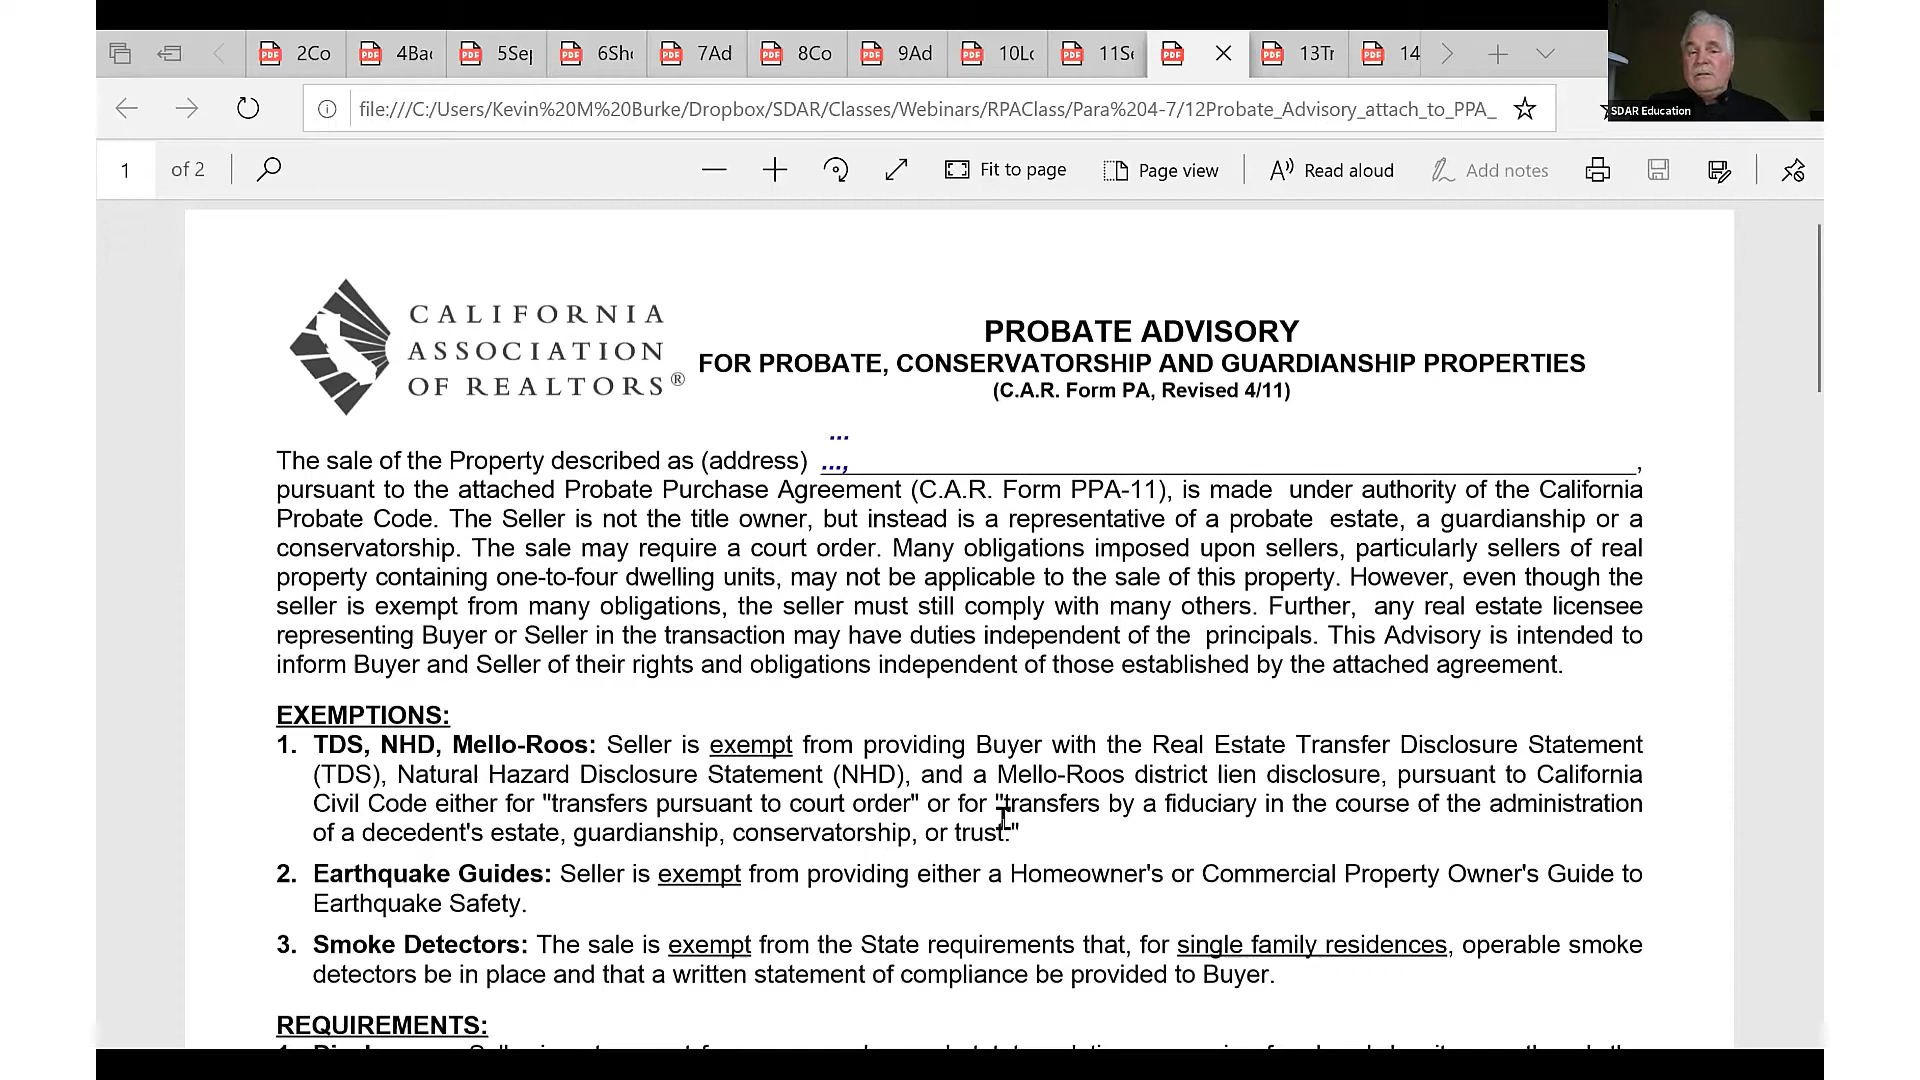 2Co
4Bac
5Sep
6Sho
7Ad
8Co
9Ad
10Lo
11Se
13Tr
14
SDAR Education
file:///C:/Users/Kevin%20M%20Burke/Dropbox/SDAR/Classes/Webinars/RPAClass/Para%204-7/12Probate_Advisory_attach_to_PPA_
1 of 2
Fit to page
Page view
Read aloud
Add notes
CALIFORNIA
ASSOCIATION
OF REALTORS®
PROBATE ADVISORY
FOR PROBATE, CONSERVATORSHIP AND GUARDIANSHIP PROPERTIES
(C.A.R. Form PA, Revised 4/11)
...
The sale of the Property described as (address) ..., ,
pursuant to the attached Probate Purchase Agreement (C.A.R. Form PPA-11), is made under authority of the California
Probate Code. The Seller is not the title owner, but instead is a representative of a probate estate, a guardianship or a
conservatorship. The sale may require a court order. Many obligations imposed upon sellers, particularly sellers of real
property containing one-to-four dwelling units, may not be applicable to the sale of this property. However, even though the
seller is exempt from many obligations, the seller must still comply with many others. Further, any real estate licensee
representing Buyer or Seller in the transaction may have duties independent of the principals. This Advisory is intended to
inform Buyer and Seller of their rights and obligations independent of those established by the attached agreement.
EXEMPTIONS:
1. TDS, NHD, Mello-Roos: Seller is exempt from providing Buyer with the Real Estate Transfer Disclosure Statement
(TDS), Natural Hazard Disclosure Statement (NHD), and a Mello-Roos district lien disclosure, pursuant to California
Civil Code either for "transfers pursuant to court order" or for "transfers by a fiduciary in the course of the administration
of a decedent's estate, guardianship, conservatorship, or trust."
2. Earthquake Guides: Seller is exempt from providing either a Homeowner's or Commercial Property Owner's Guide to
Earthquake Safety.
3. Smoke Detectors: The sale is exempt from the State requirements that, for single family residences, operable smoke
detectors be in place and that a written statement of compliance be provided to Buyer.
REQUIREMENTS: